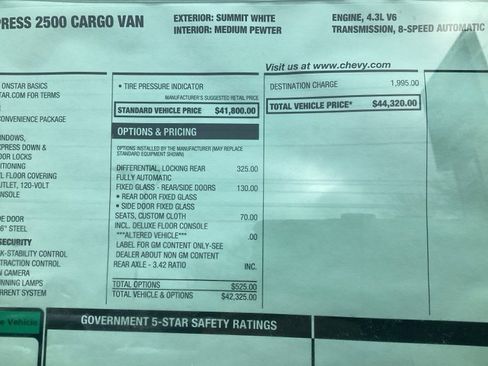 PRESS 2500 CARGO VAN
EXTERIOR: SUMMIT WHITE
INTERIOR: MEDIUM PEWTER
ENGINE, 4.3L V6
TRANSMISSION, 8-SPEED AUTOMATIC
Visit us at www.chevy.com
ONSTAR BASICS
TAR.COM FOR TERMS
CONVENIENCE PACKAGE
INDOWS,
PRESS DOWN &
OOR LOCKS
ITIONING
L FLOOR COVERING
UTLET, 120-VOLT
ONSOLE
DE DOOR
6" STEEL
SECURITY
K-STABILITY CONTROL
TRACTION CONTROL
N CAMERA
NNING LAMPS
RRENT SYSTEM
• TIRE PRESSURE INDICATOR
MANUFACTURER'S SUGGESTED RETAIL PRICE
STANDARD VEHICLE PRICE $41,800.00
OPTIONS & PRICING
OPTIONS INSTALLED BY THE MANUFACTURER (MAY REPLACE
STANDARD EQUIPMENT SHOWN)
DIFFERENTIAL, LOCKING REAR 325.00
FULLY AUTOMATIC
FIXED GLASS - REAR/SIDE DOORS 130.00
• REAR DOOR FIXED GLASS
• SIDE DOOR FIXED GLASS
SEATS, CUSTOM CLOTH 70.00
INCL. DELUXE FLOOR CONSOLE
***ALTERED VEHICLE*** .00
LABEL FOR GM CONTENT ONLY-SEE
DEALER ABOUT NON GM CONTENT
REAR AXLE - 3.42 RATIO INC.
TOTAL OPTIONS $525.00
TOTAL VEHICLE & OPTIONS $42,325.00
DESTINATION CHARGE 1,995.00
TOTAL VEHICLE PRICE* $44,320.00
e Vehicle
GOVERNMENT 5-STAR SAFETY RATINGS